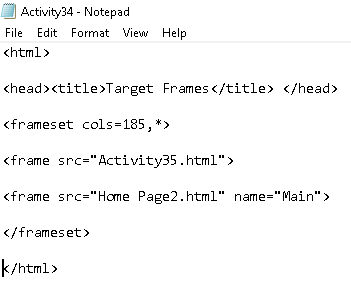 Activity34 - Notepad
File Edit Format View Help
<html>
<head><title>Target Frames</title> </head>
<frameset cols=185,*>
<frame src="Activity35.html">
<frame src="Home Page2.html" name="Main">
</frameset>
</html>